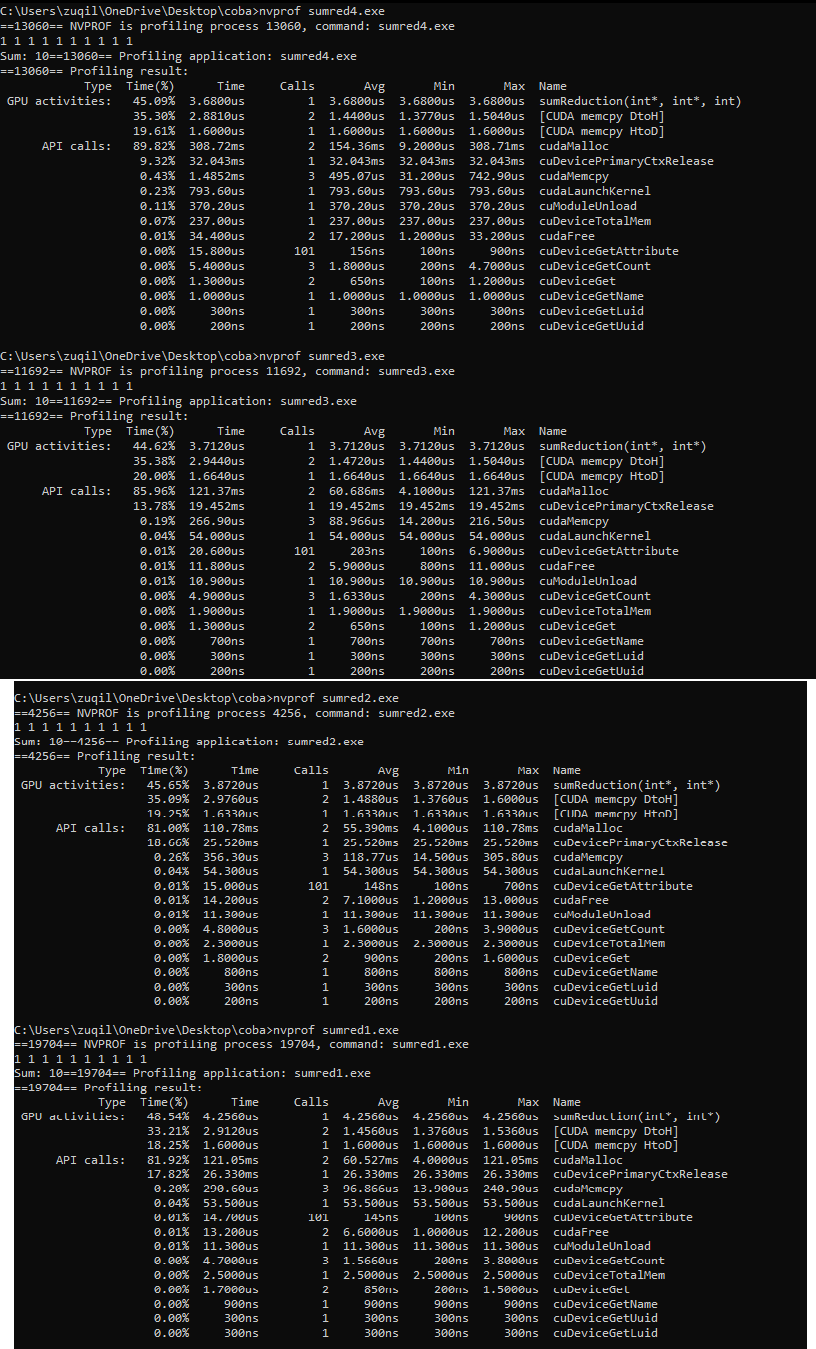 C:\Users\zuqil\OneDrive\Desktop\coba>nvprof sumred4.exe
==13060== NVPROF is profiling process 13060, command: sumred4.exe
1 1 1 1 1 1 1 1 1 1
Sum: 10==13060== Profiling application: sumred4.exe
==13060== Profiling result:
Type Time(%) Time Calls Avg Min Max Name
GPU activities: 45.09% 3.6800us 1 3.6800us 3.6800us 3.6800us sumReduction(int*, int*, int)
35.30% 2.8810us 2 1.4400us 1.3770us 1.5040us [CUDA memcpy DtoH]
19.61% 1.6000us 1 1.6000us 1.6000us 1.6000us [CUDA memcpy HtoD]
API calls: 89.82% 308.72ms 2 154.36ms 9.2000us 308.71ms cudaMalloc
9.32% 32.043ms 1 32.043ms 32.043ms 32.043ms cuDevicePrimaryCtxRelease
0.43% 1.4852ms 3 495.07us 31.200us 742.90us cudaMemcpy
0.23% 793.60us 1 793.60us 793.60us 793.60us cudaLaunchKernel
0.11% 370.20us 1 370.20us 370.20us 370.20us cuModuleUnload
0.07% 237.00us 1 237.00us 237.00us 237.00us cuDeviceTotalMem
0.01% 34.400us 2 17.200us 1.2000us 33.200us cudaFree
0.00% 15.800us 101 156ns 100ns 900ns cuDeviceGetAttribute
0.00% 5.4000us 3 1.8000us 200ns 4.7000us cuDeviceGetCount
0.00% 1.3000us 2 650ns 100ns 1.2000us cuDeviceGet
0.00% 1.0000us 1 1.0000us 1.0000us 1.0000us cuDeviceGetName
0.00% 300ns 1 300ns 300ns 300ns cuDeviceGetLuid
0.00% 200ns 1 200ns 200ns 200ns cuDeviceGetUuid
C:\Users\zuqil\OneDrive\Desktop\coba>nvprof sumred3.exe
==11692== NVPROF is profiling process 11692, command: sumred3.exe
1 1 1 1 1 1 1 1 1 1
Sum: 10==11692== Profiling application: sumred3.exe
==11692== Profiling result:
Type Time(%) Time Calls Avg Min Max Name
GPU activities: 44.62% 3.7120us 1 3.7120us 3.7120us 3.7120us sumReduction(int*, int*)
35.38% 2.9440us 2 1.4720us 1.4400us 1.5040us [CUDA memcpy DtoH]
20.00% 1.6640us 1 1.6640us 1.6640us 1.6640us [CUDA memcpy HtoD]
API calls: 85.96% 121.37ms 2 60.686ms 4.1000us 121.37ms cudaMalloc
13.78% 19.452ms 1 19.452ms 19.452ms 19.452ms cuDevicePrimaryCtxRelease
0.19% 266.90us 3 88.966us 14.200us 216.50us cudaMemcpy
0.04% 54.000us 1 54.000us 54.000us 54.000us cudaLaunchKernel
0.01% 20.600us 101 203ns 100ns 6.9000us cuDeviceGetAttribute
0.01% 11.800us 2 5.9000us 800ns 11.000us cudaFree
0.01% 10.900us 1 10.900us 10.900us 10.900us cuModuleUnload
0.00% 4.9000us 3 1.6330us 200ns 4.3000us cuDeviceGetCount
0.00% 1.9000us 1 1.9000us 1.9000us 1.9000us cuDeviceTotalMem
0.00% 1.3000us 2 650ns 100ns 1.2000us cuDeviceGet
0.00% 700ns 1 700ns 700ns 700ns cuDeviceGetName
0.00% 300ns 1 300ns 300ns 300ns cuDeviceGetLuid
0.00% 200ns 1 200ns 200ns 200ns cuDeviceGetUuid
C:\Users\zuqil\OneDrive\Desktop\coba>nvprof sumred2.exe
==4256== NVPROF is profiling process 4256, command: sumred2.exe
1 1 1 1 1 1 1 1 1 1
Sum: 10==4256== Profiling application: sumred2.exe
==4256== Profiling result:
Type Time(%) Time Calls Avg Min Max Name
GPU activities: 45.65% 3.8720us 1 3.8720us 3.8720us 3.8720us sumReduction(int*, int*)
35.09% 2.9760us 2 1.4880us 1.3760us 1.6000us [CUDA memcpy DtoH]
19.25% 1.6330us 1 1.6330us 1.6330us 1.6330us [CUDA memcpy HtoD]
API calls: 81.00% 110.78ms 2 55.390ms 4.1000us 110.78ms cudaMalloc
18.66% 25.520ms 1 25.520ms 25.520ms 25.520ms cuDevicePrimaryCtxRelease
0.26% 356.30us 3 118.77us 14.500us 305.80us cudaMemcpy
0.04% 54.300us 1 54.300us 54.300us 54.300us cudaLaunchKernel
0.01% 15.000us 101 148ns 100ns 700ns cuDeviceGetAttribute
0.01% 14.200us 2 7.1000us 1.2000us 13.000us cudaFree
0.01% 11.300us 1 11.300us 11.300us 11.300us cuModuleUnload
0.00% 4.8000us 3 1.6000us 200ns 3.9000us cuDeviceGetCount
0.00% 2.3000us 1 2.3000us 2.3000us 2.3000us cuDeviceTotalMem
0.00% 1.8000us 2 900ns 200ns 1.6000us cuDeviceGet
0.00% 800ns 1 800ns 800ns 800ns cuDeviceGetName
0.00% 300ns 1 300ns 300ns 300ns cuDeviceGetLuid
0.00% 200ns 1 200ns 200ns 200ns cuDeviceGetUuid
C:\Users\zuqil\OneDrive\Desktop\coba>nvprof sumred1.exe
==19704== NVPROF is profiling process 19704, command: sumred1.exe
1 1 1 1 1 1 1 1 1 1
Sum: 10==19704== Profiling application: sumred1.exe
==19704== Profiling result:
Type Time(%) Time Calls Avg Min Max Name
GPU activities: 48.54% 4.2560us 1 4.2560us 4.2560us 4.2560us sumReduction(int*, int*)
33.21% 2.9120us 2 1.4560us 1.3760us 1.5360us [CUDA memcpy DtoH]
18.25% 1.6000us 1 1.6000us 1.6000us 1.6000us [CUDA memcpy HtoD]
API calls: 81.92% 121.05ms 2 60.527ms 4.0000us 121.05ms cudaMalloc
17.82% 26.330ms 1 26.330ms 26.330ms 26.330ms cuDevicePrimaryCtxRelease
0.20% 290.60us 3 96.866us 13.900us 240.90us cudaMemcpy
0.04% 53.500us 1 53.500us 53.500us 53.500us cudaLaunchKernel
0.01% 14.700us 101 145ns 100ns 900ns cuDeviceGetAttribute
0.01% 13.200us 2 6.6000us 1.0000us 12.200us cudaFree
0.01% 11.300us 1 11.300us 11.300us 11.300us cuModuleUnload
0.00% 4.7000us 3 1.5660us 200ns 3.8000us cuDeviceGetCount
0.00% 2.5000us 1 2.5000us 2.5000us 2.5000us cuDeviceTotalMem
0.00% 1.7000us 2 850ns 200ns 1.5000us cuDeviceGet
0.00% 900ns 1 900ns 900ns 900ns cuDeviceGetName
0.00% 300ns 1 300ns 300ns 300ns cuDeviceGetUuid
0.00% 300ns 1 300ns 300ns 300ns cuDeviceGetLuid